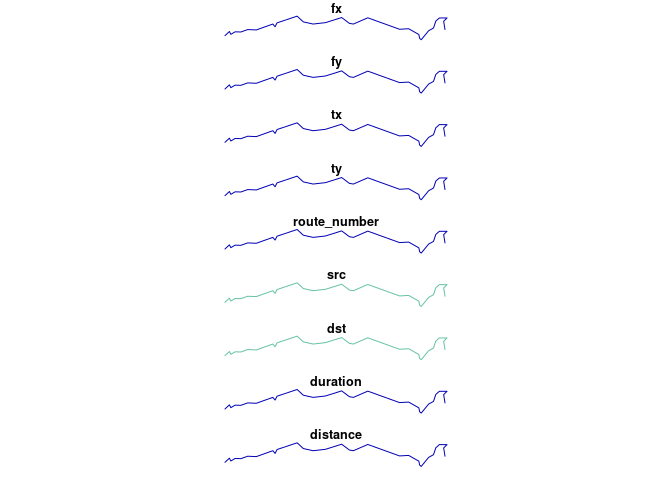 fx
fy
tx
ty
route_number
src
dst
duration
distance